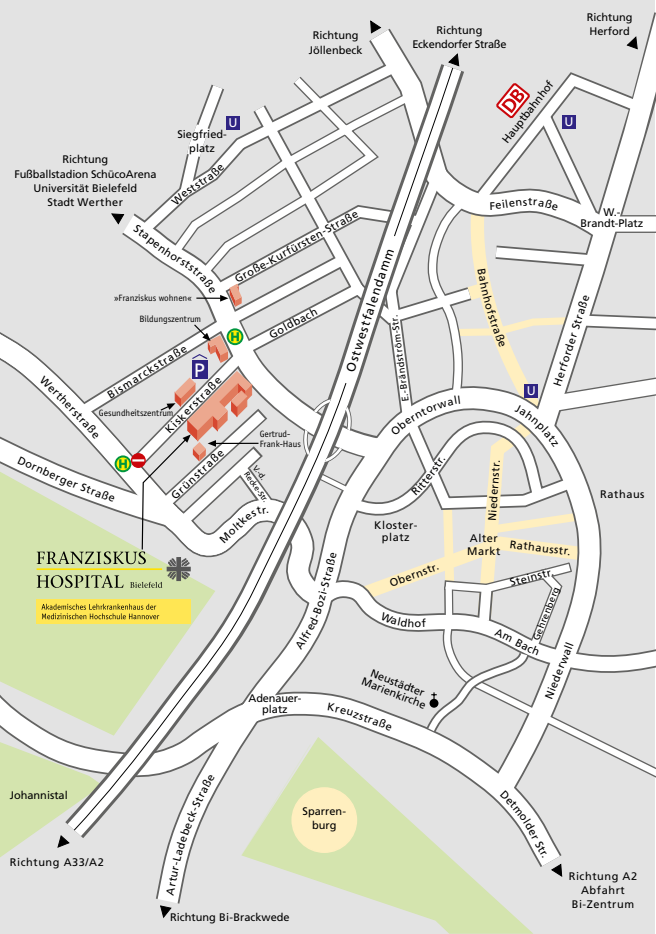 Richtung
Jöllenbeck
Richtung
Eckendorfer Straße
Richtung
Herford
DB
Hauptbahnhof
U
U
Siegfried-
platz
Richtung
Fußballstadion SchücoArena
Universität Bielefeld
Stadt Werther
Weststraße
Stapenhorststraße
Große-Kurfürsten-Straße
Feilenstraße
W.-
Brandt-Platz
»Franziskus wohnen«
Bildungszentrum
H
Goldbach
Ostwestfalendamm
Bahnhofstraße
Herforder Straße
E.-Brandström-Str.
Bismarckstraße
P
Wertherstraße
Gesundheitszentrum
Kiskerstraße
U
Oberntorwall
Jahnplatz
Gertrud-
Frank-Haus
H
Grünstraße
V.-d.
Recke-Str.
Dornberger Straße
Moltkestr.
Ritterstr.
Niedernstr.
Rathaus
Kloster-
platz
Alter
Markt
Rathausstr.
FRANZISKUS
HOSPITAL Bielefeld
Akademisches Lehrkrankenhaus der
Medizinischen Hochschule Hannover
Obernstr.
Steinstr.
Gehrenberg
Alfred-Bozi-Straße
Waldhof
Am Bach
Niederwall
Neustädter
Marienkirche
Adenauer-
platz
Kreuzstraße
Johannistal
Sparren-
burg
Detmolder Str.
Artur-Ladebeck-Straße
Richtung A33/A2
Richtung A2
Abfahrt
Bi-Zentrum
Richtung Bi-Brackwede